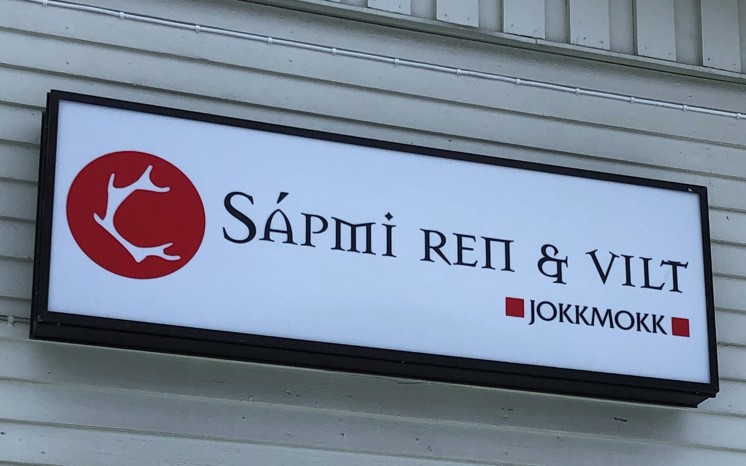 Sápmi ren & vilt
JOKKMOKK